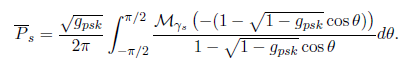 $$\overline{P}_s = \frac{\sqrt{g_{psk}}}{2\pi} \int_{-\pi/2}^{\pi/2} \frac{\mathcal{M}_{\gamma_s}\left(-(1 - \sqrt{1 - g_{psk}}\cos\theta)\right)}{1 - \sqrt{1 - g_{psk}}\cos\theta} d\theta.$$